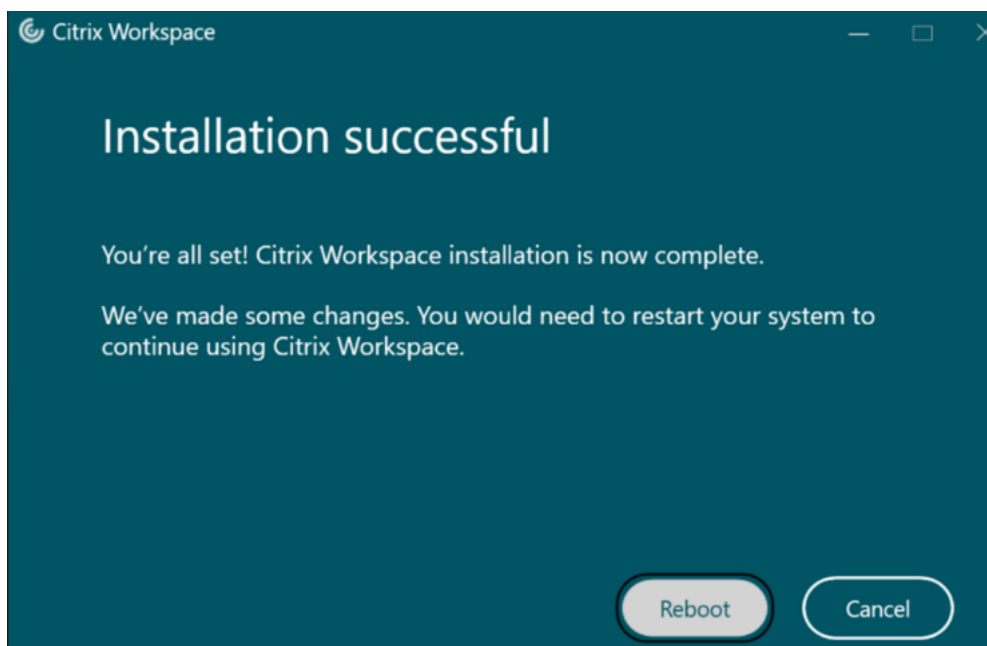 Citrix Workspace
Installation successful
You’re all set! Citrix Workspace installation is now complete.
We’ve made some changes. You would need to restart your system to
continue using Citrix Workspace.
Reboot
Cancel